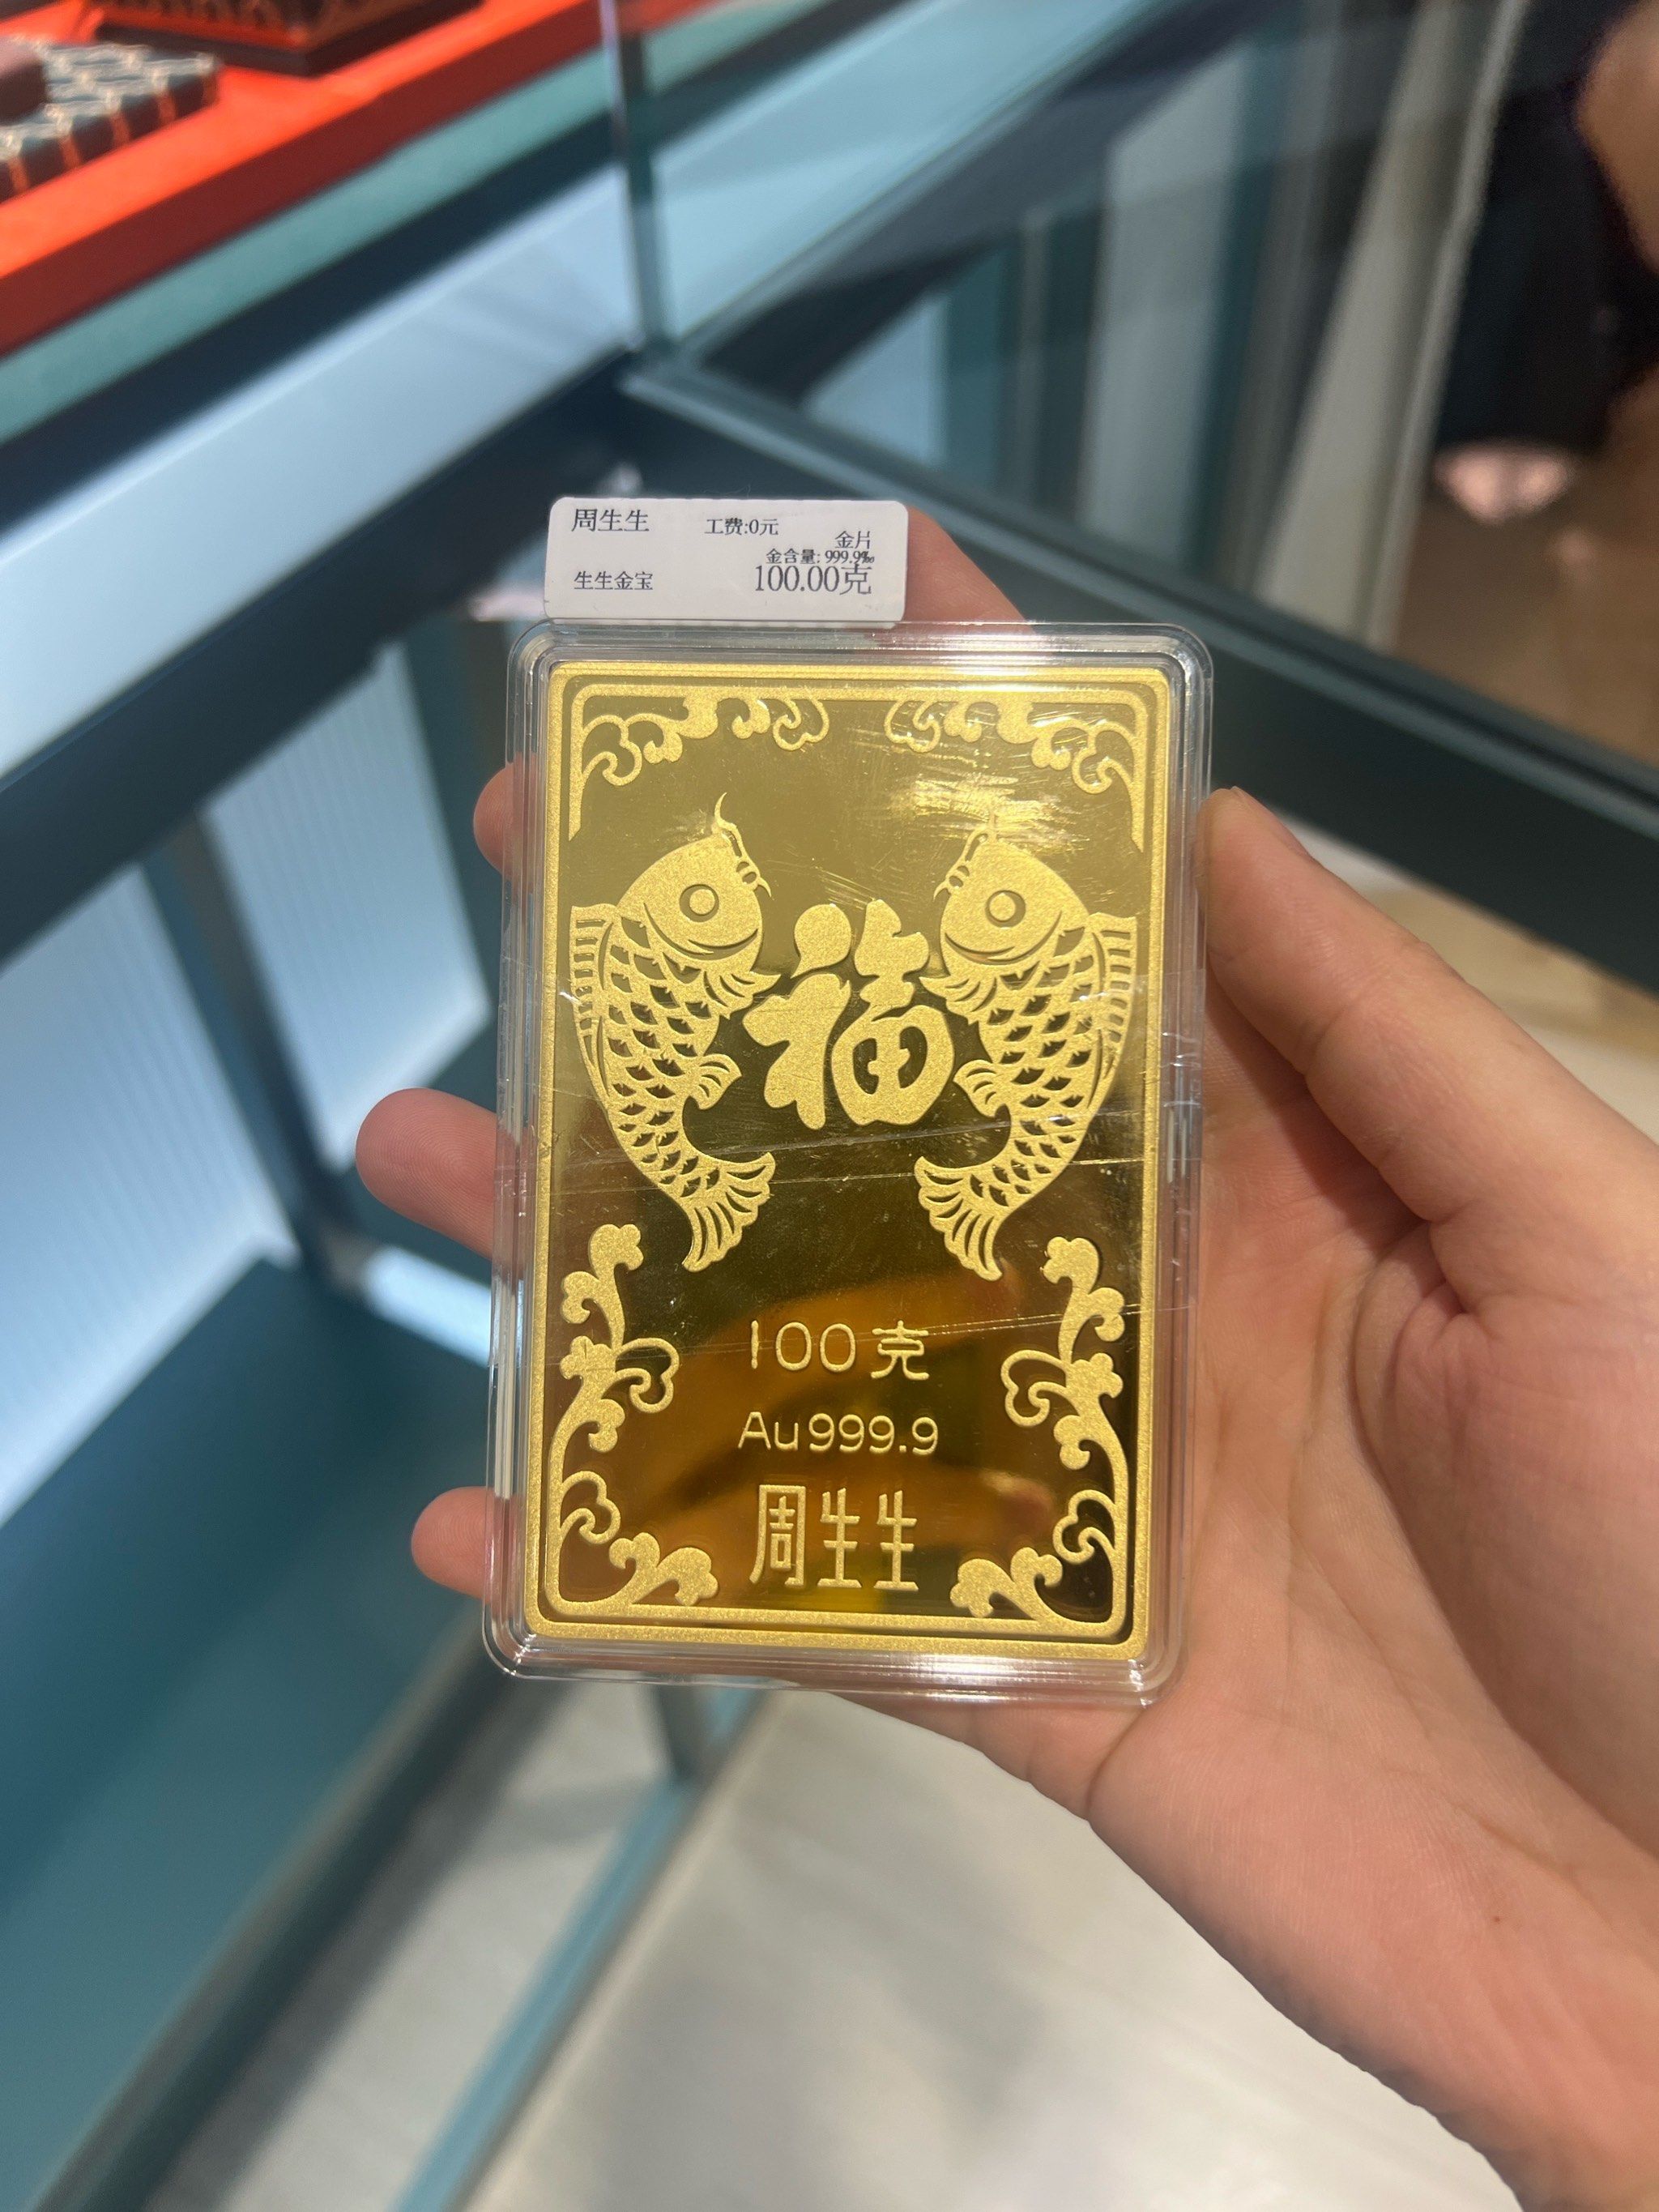 周生生 工费:0元
金片
金含量: 999.9‰
生生金宝 100.00克
福
100克
Au999.9
周生生